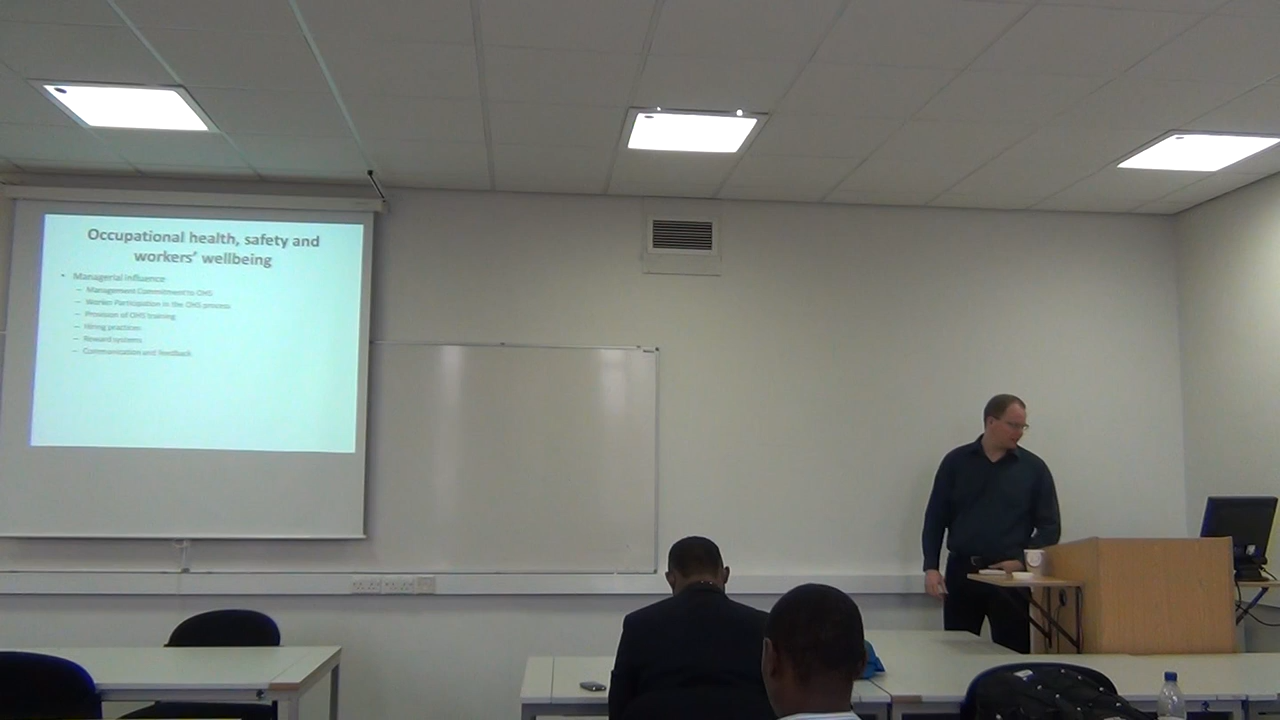 Occupational health, safety and
workers' wellbeing
• Managerial Influence
– Management Commitment to OHS
– Worker Participation in the OHS process
– Provision of OHS training
– Hiring practices
– Reward systems
– Communication and feedback